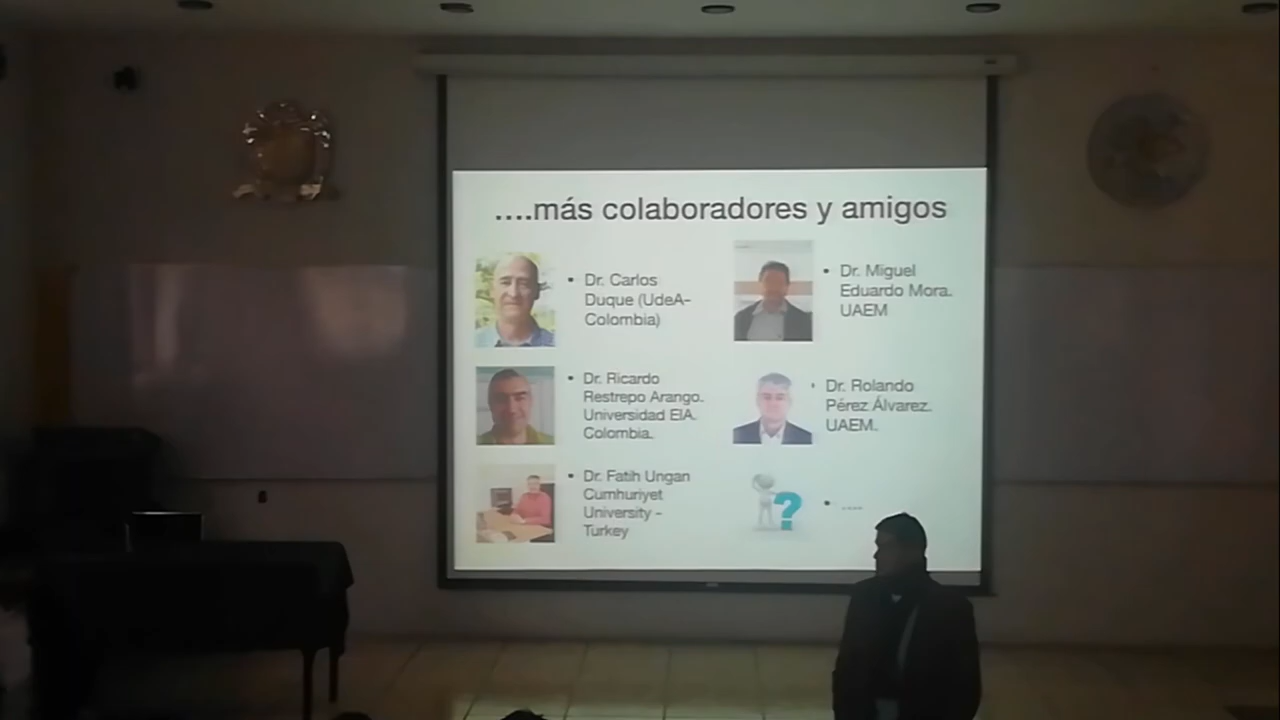 ....más colaboradores y amigos
• Dr. Carlos
Duque (UdeA-
Colombia)
• Dr. Miguel
Eduardo Mora.
UAEM
• Dr. Ricardo
Restrepo Arango.
Universidad EIA.
Colombia.
• Dr. Rolando
Pérez Álvarez.
UAEM.
• Dr. Fatih Ungan
Cumhuriyet
University -
Turkey
?
• .....